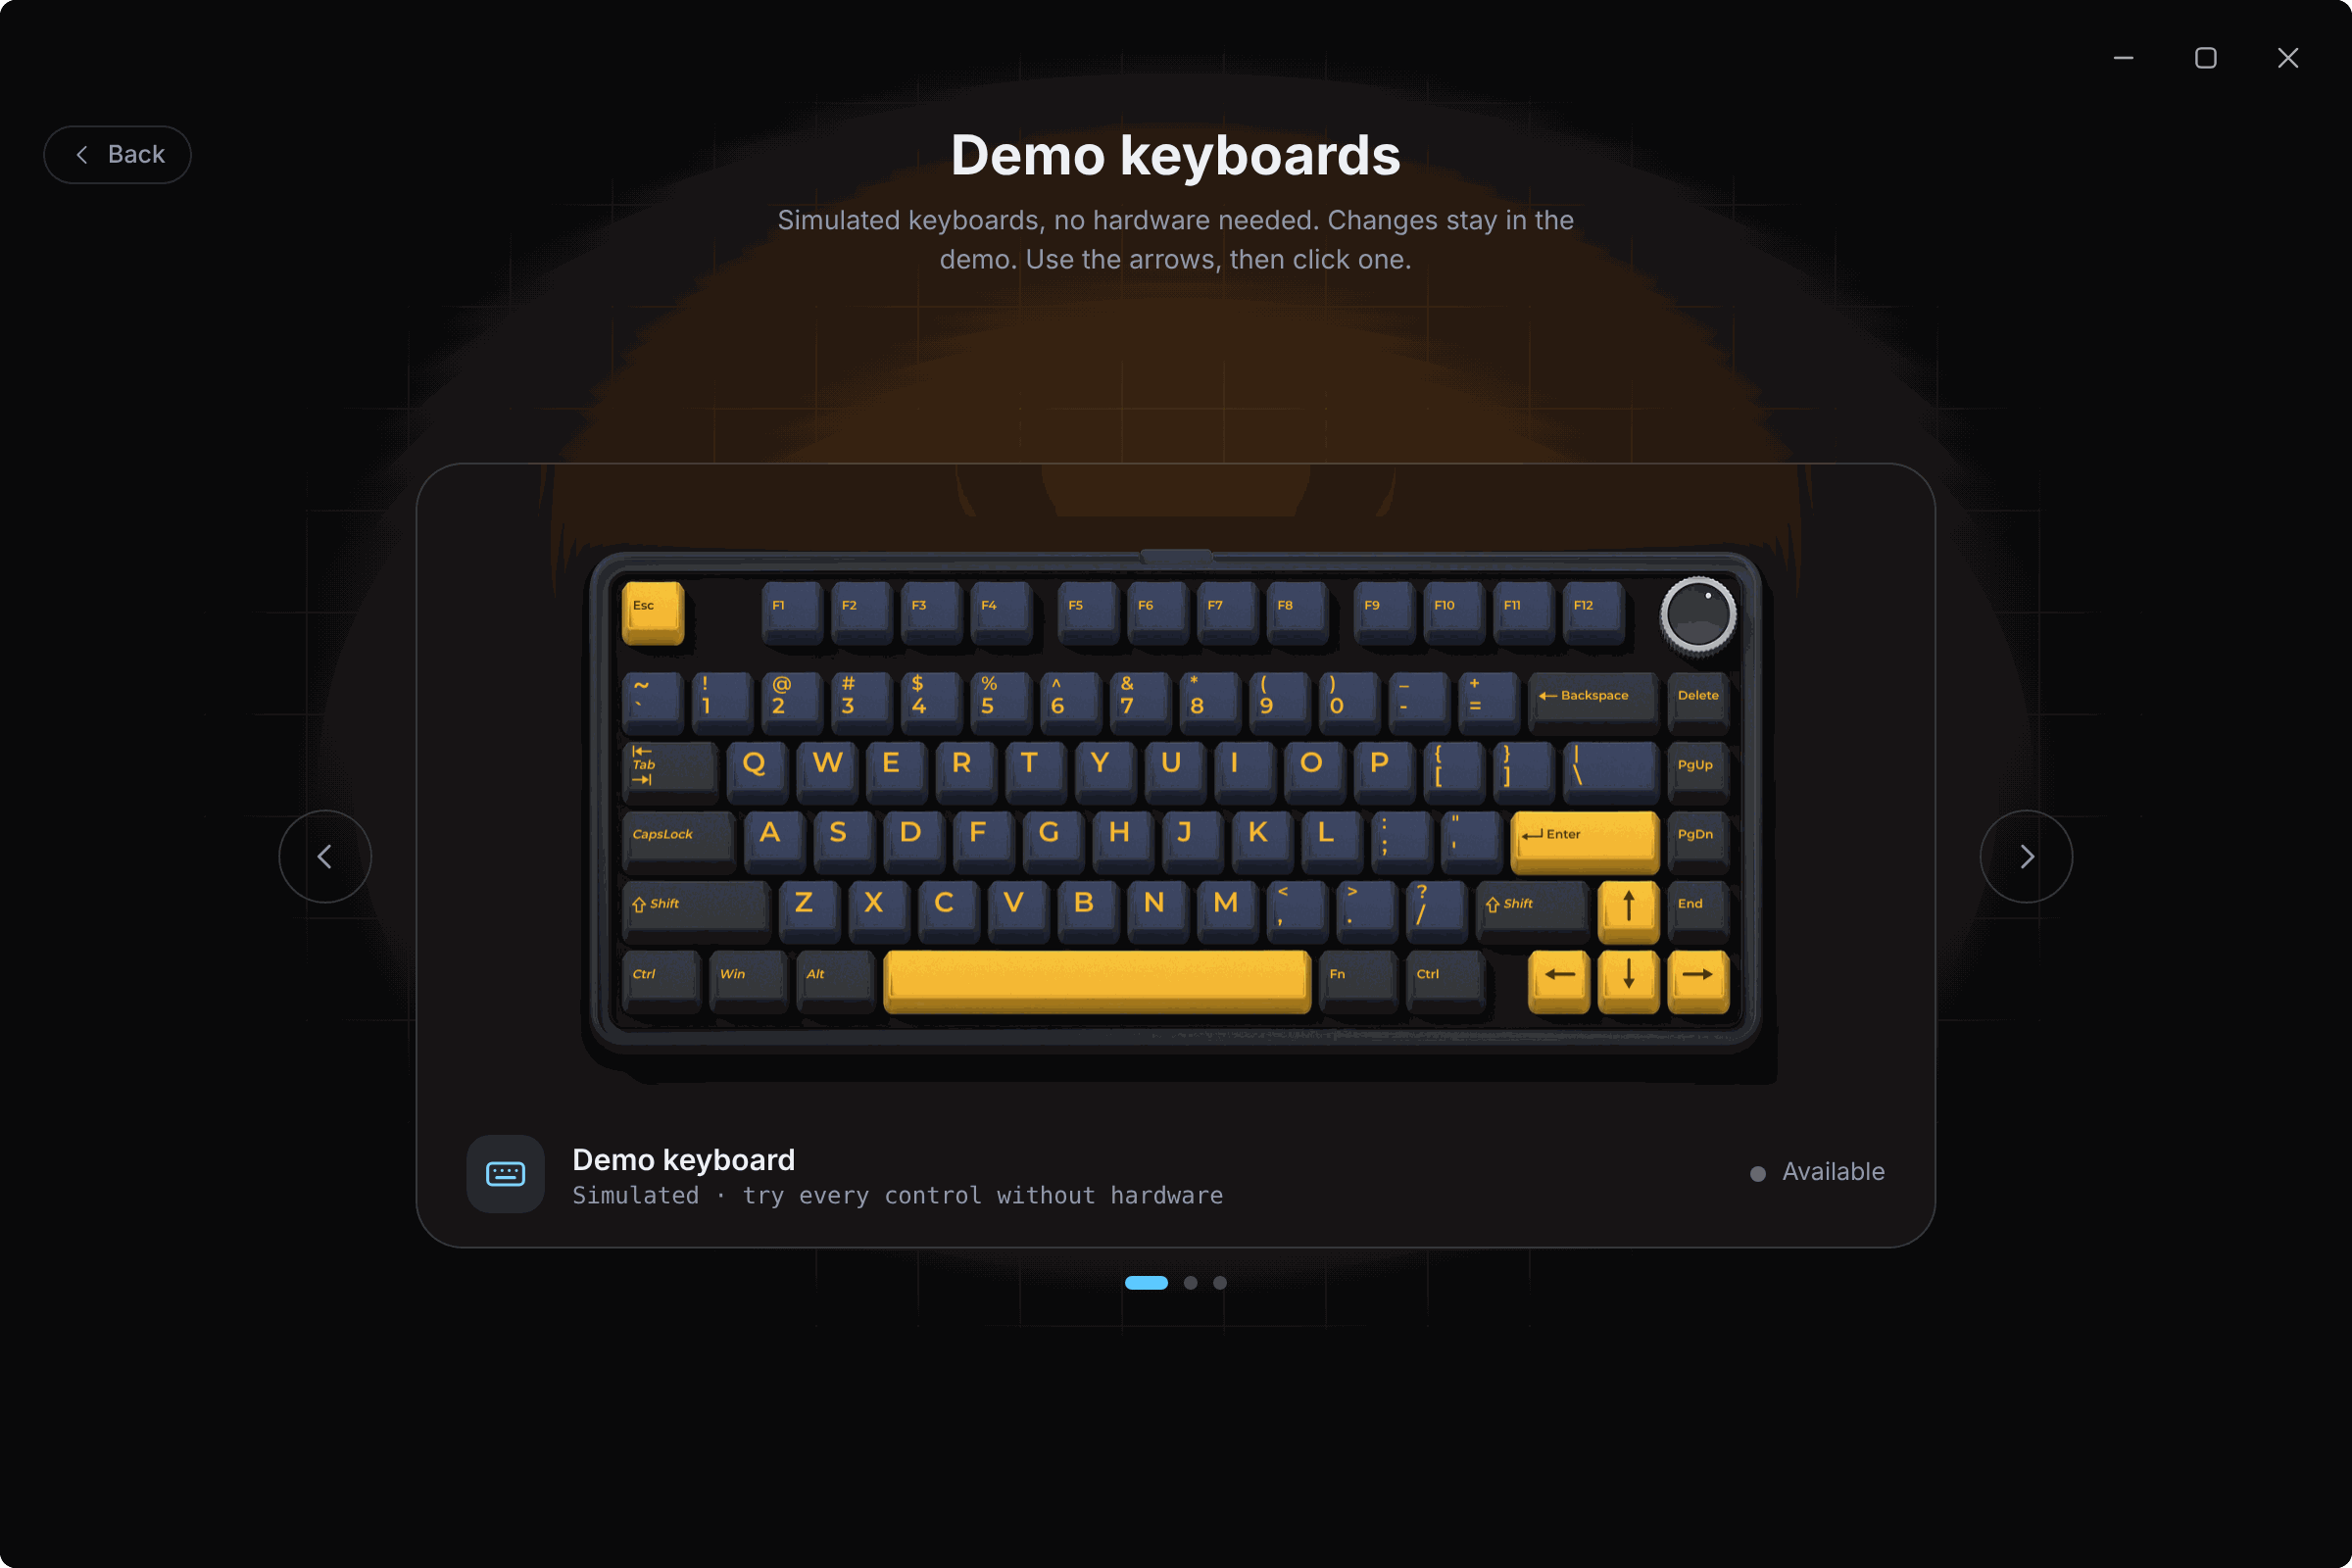 Back
Demo keyboards
Simulated keyboards, no hardware needed. Changes stay in the
demo. Use the arrows, then click one.
Esc F1 F2 F3 F4 F5 F6 F7 F8 F9 F10 F11 F12
~ ! @ # $ % ^ & * ( ) _ +
` 1 2 3 4 5 6 7 8 9 0 - = ← Backspace Delete
Tab Q W E R T Y U I O P { [ } ] | \ PgUp
CapsLock A S D F G H J K L : ; " ' Enter PgDn
Shift Z X C V B N M < , > . ? / Shift ↑ End
Ctrl Win Alt Fn Ctrl ← ↓ →
Demo keyboard
Simulated · try every control without hardware
Available